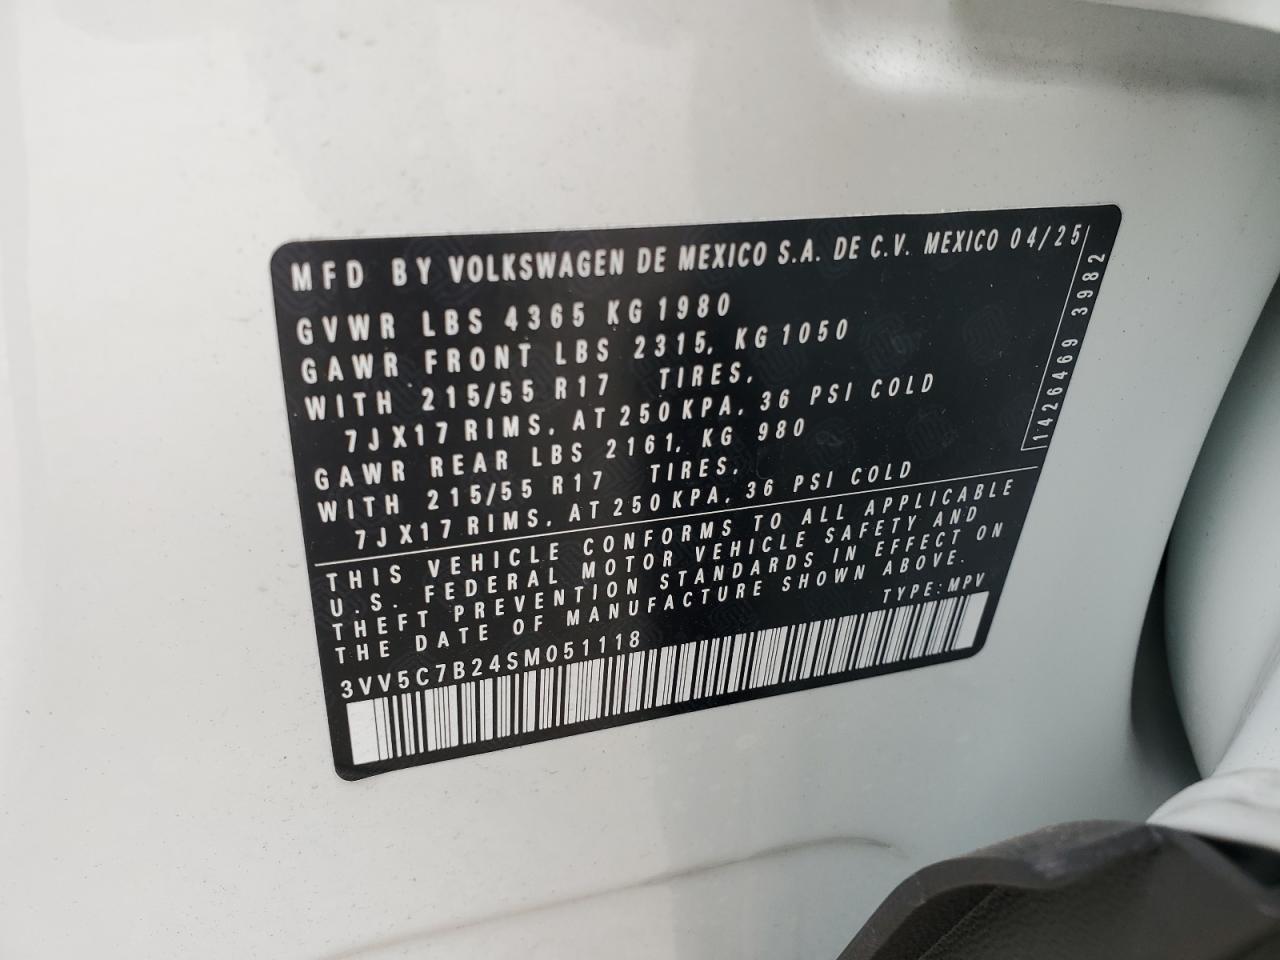 MFD BY VOLKSWAGEN DE MEXICO S.A. DE C.V. MEXICO 04/25
GVWR LBS 4365 KG 1980
GAWR FRONT LBS 2315, KG 1050
WITH 215/55 R17 TIRES,
7JX17 RIMS, AT 250 KPA, 36 PSI COLD
GAWR REAR LBS 2161, KG 980
WITH 215/55 R17 TIRES,
7JX17 RIMS, AT 250 KPA, 36 PSI COLD
1426469 3982
THIS VEHICLE CONFORMS TO ALL APPLICABLE
U.S. FEDERAL MOTOR VEHICLE SAFETY AND
THEFT PREVENTION STANDARDS IN EFFECT ON
THE DATE OF MANUFACTURE SHOWN ABOVE.
3VV5C7B24SM051118 TYPE: MPV